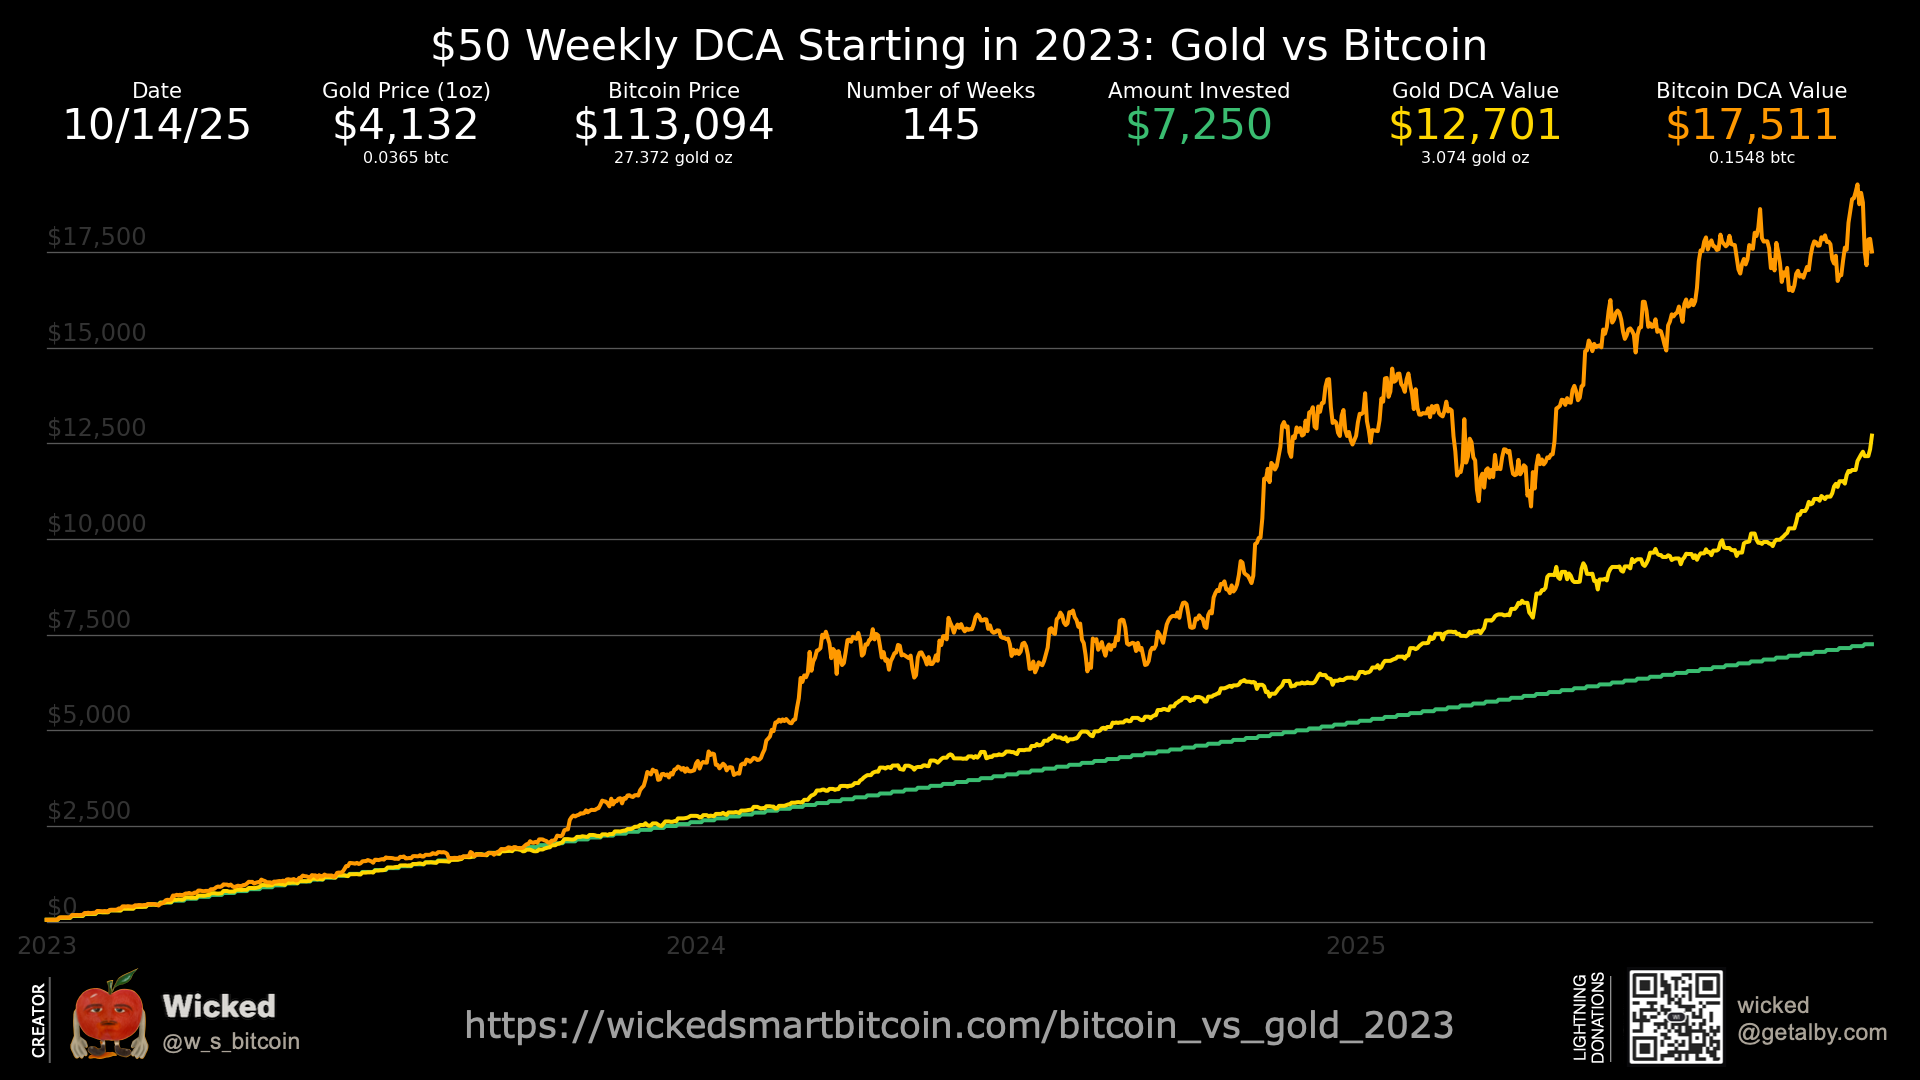 $50 Weekly DCA Starting in 2023: Gold vs Bitcoin
Date
10/14/25
Gold Price (1oz)
$4,132
0.0365 btc
Bitcoin Price
$113,094
27.372 gold oz
Number of Weeks
145
Amount Invested
$7,250
Gold DCA Value
$12,701
3.074 gold oz
Bitcoin DCA Value
$17,511
0.1548 btc
$17,500
$15,000
$12,500
$10,000
$7,500
$5,000
$2,500
$0
2023
2024
2025
CREATOR
Wicked
@w_s_bitcoin
https://wickedsmartbitcoin.com/bitcoin_vs_gold_2023
LIGHTNING
DONATIONS
wicked
@getalby.com